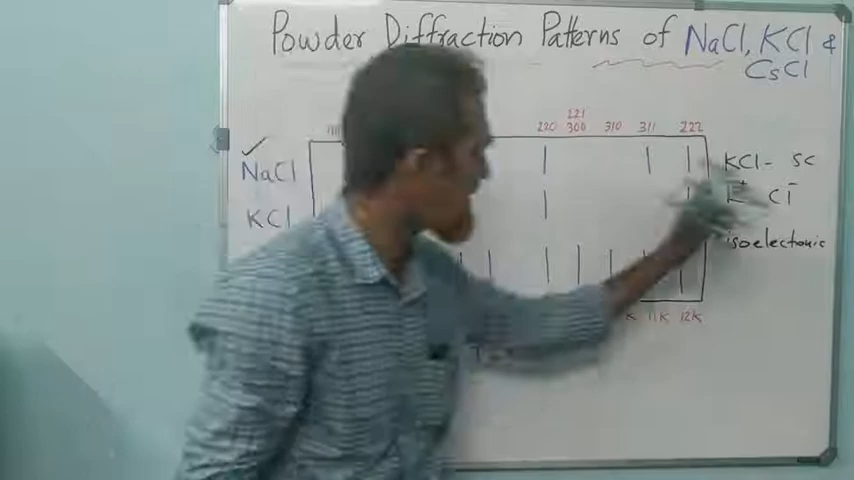 Powder Diffraction Patterns of NaCl, KCl &
CsCl
221
220 300 310 311 222
NaCl
KCl
KCl - SC
K⁺ Cl⁻
isoelectonic
11K 12K